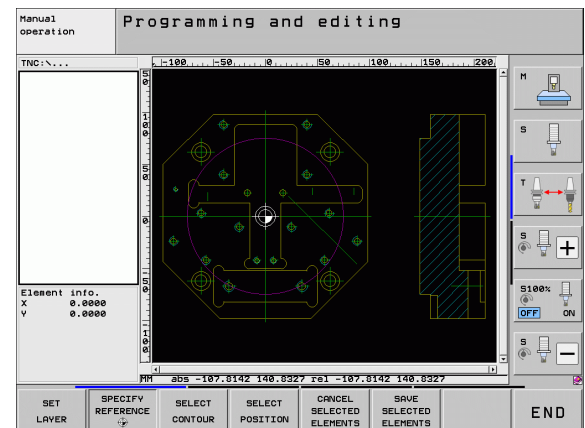 Manual
operation
Programming and editing
TNC:\...
-100 -50 0 50 100 150 200
50
100
50
0
50
100
M
S
T
S
S100%
OFF ON
S
Element info.
X 0.0000
Y 0.0000
MM abs -107.8142 140.8327 rel -107.8142 140.8327
SET
LAYER
SPECIFY
REFERENCE
SELECT
CONTOUR
SELECT
POSITION
CANCEL
SELECTED
ELEMENTS
SAVE
SELECTED
ELEMENTS
END